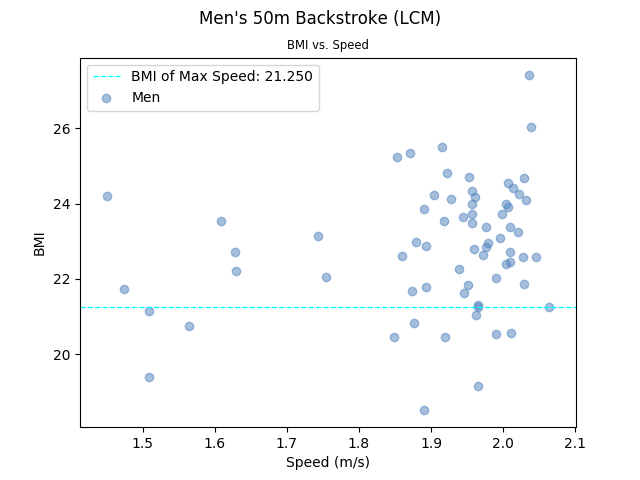 Men's 50m Backstroke (LCM)
BMI vs. Speed
BMI of Max Speed: 21.250
Men
26
24
22
20
BMI
1.5 1.6 1.7 1.8 1.9 2.0 2.1
Speed (m/s)